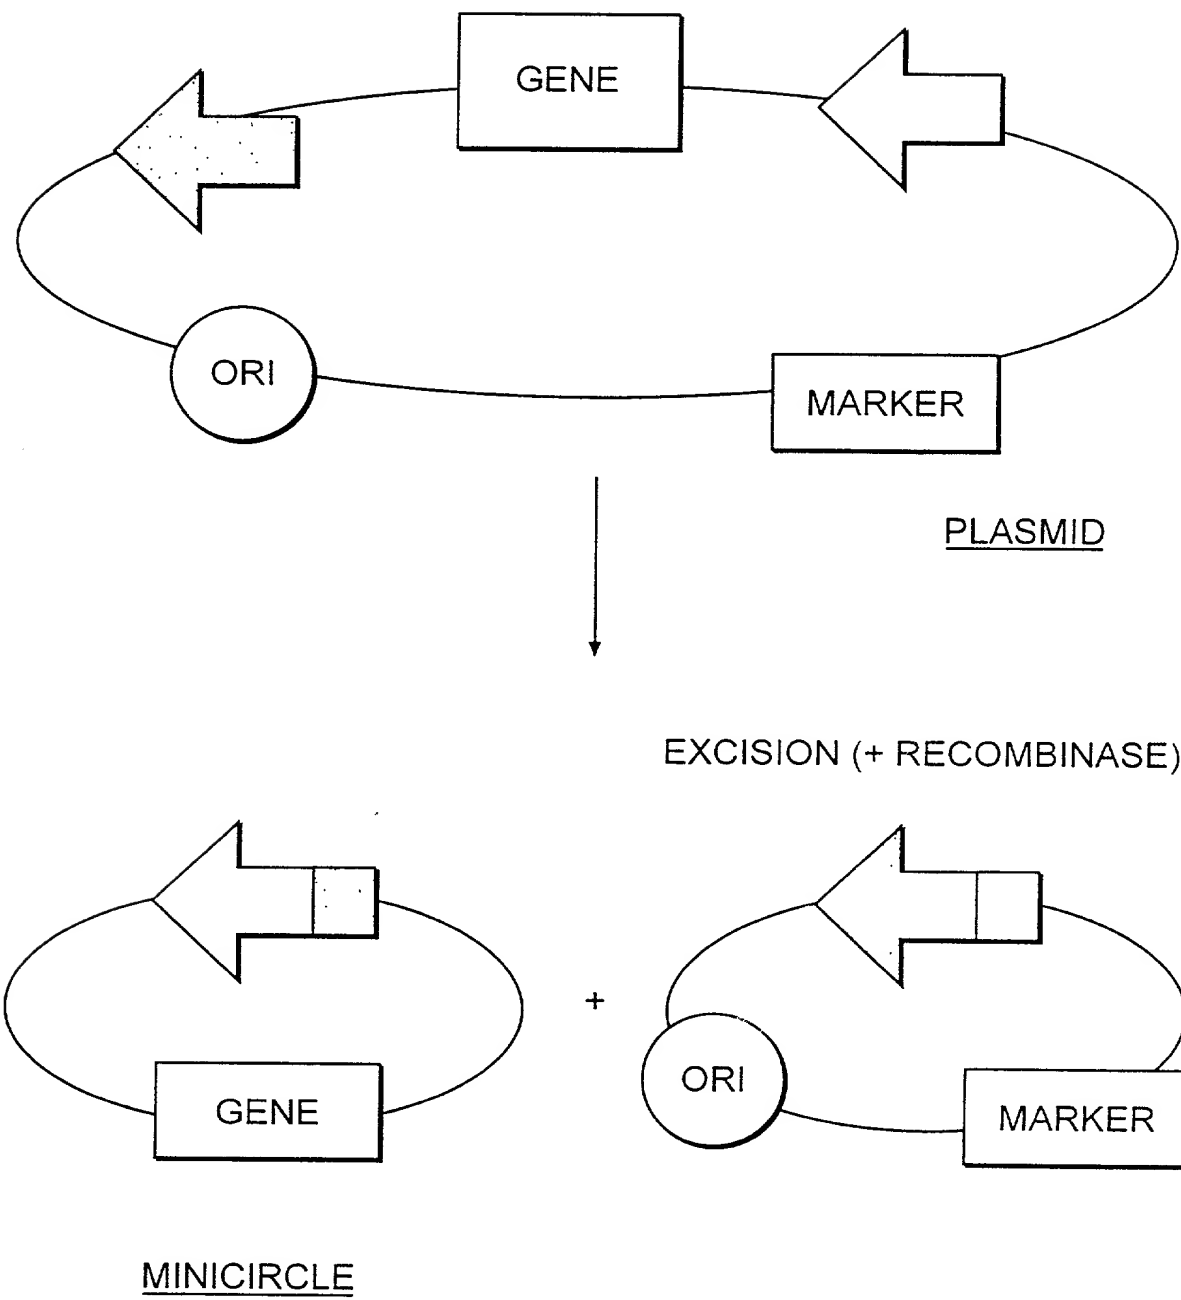 GENE
ORI
MARKER
PLASMID
EXCISION (+ RECOMBINASE)
+
ORI
GENE
MARKER
MINICIRCLE